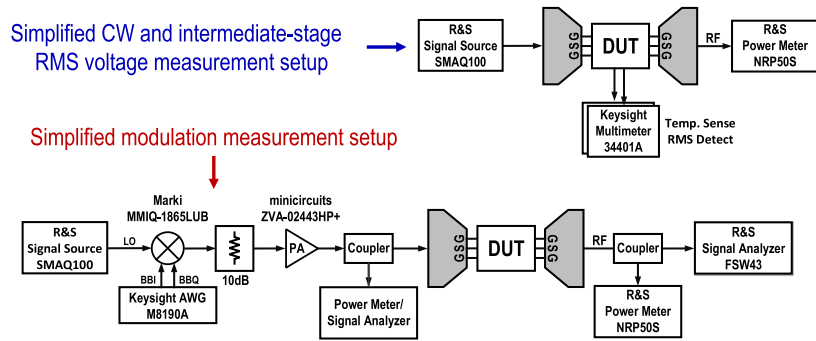 Simplified CW and intermediate-stage
RMS voltage measurement setup
R&S
Signal Source
SMAQ100
GSG
DUT
GSG
RF
R&S
Power Meter
NRP50S
Keysight
Multimeter
34401A
Temp. Sense
RMS Detect
Simplified modulation measurement setup
Marki
MMIQ-1865LUB
minicircuits
ZVA-02443HP+
R&S
Signal Source
SMAQ100
LO
BBI
BBQ
Keysight AWG
M8190A
10dB
PA
Coupler
Power Meter/
Signal Analyzer
GSG
DUT
GSG
RF
Coupler
R&S
Power Meter
NRP50S
R&S
Signal Analyzer
FSW43